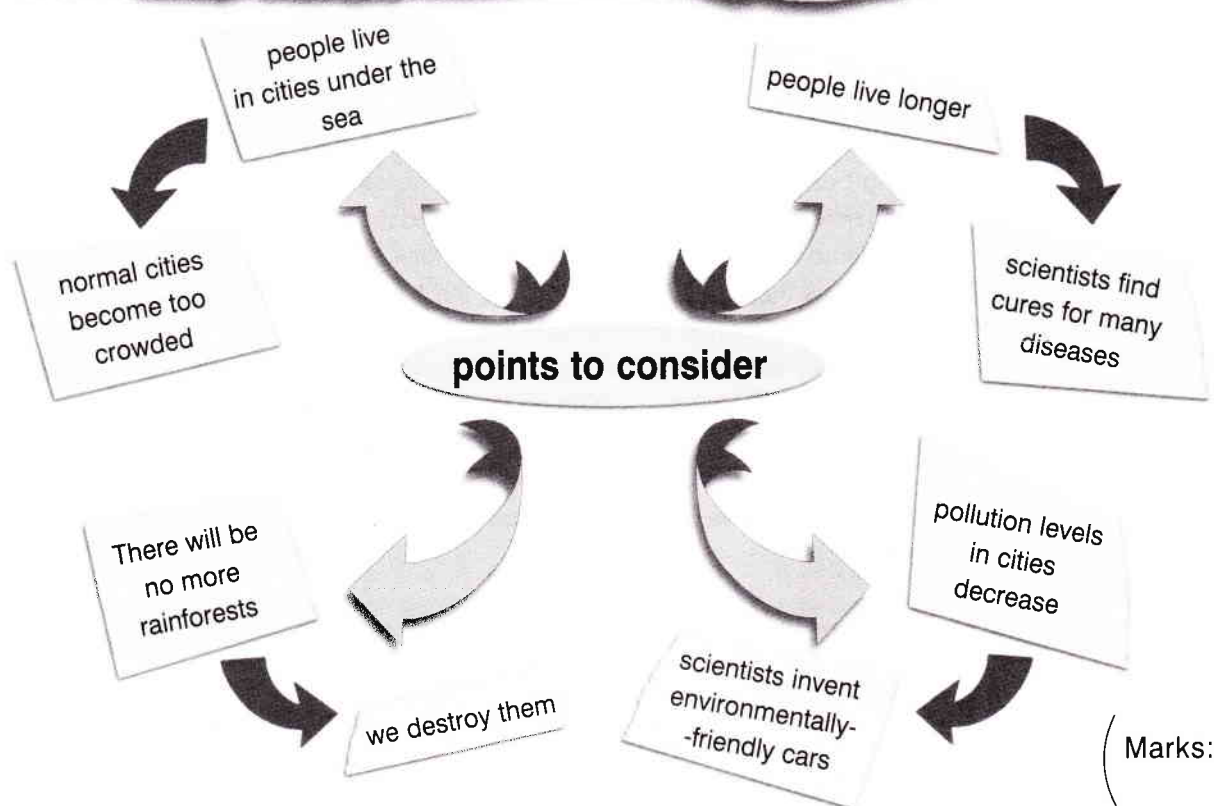 people live
in cities under the
sea
people live longer
normal cities
become too
crowded
scientists find
cures for many
diseases
points to consider
There will be
no more
rainforests
we destroy them
pollution levels
in cities
decrease
scientists invent
environmentally-
-friendly cars
Marks: